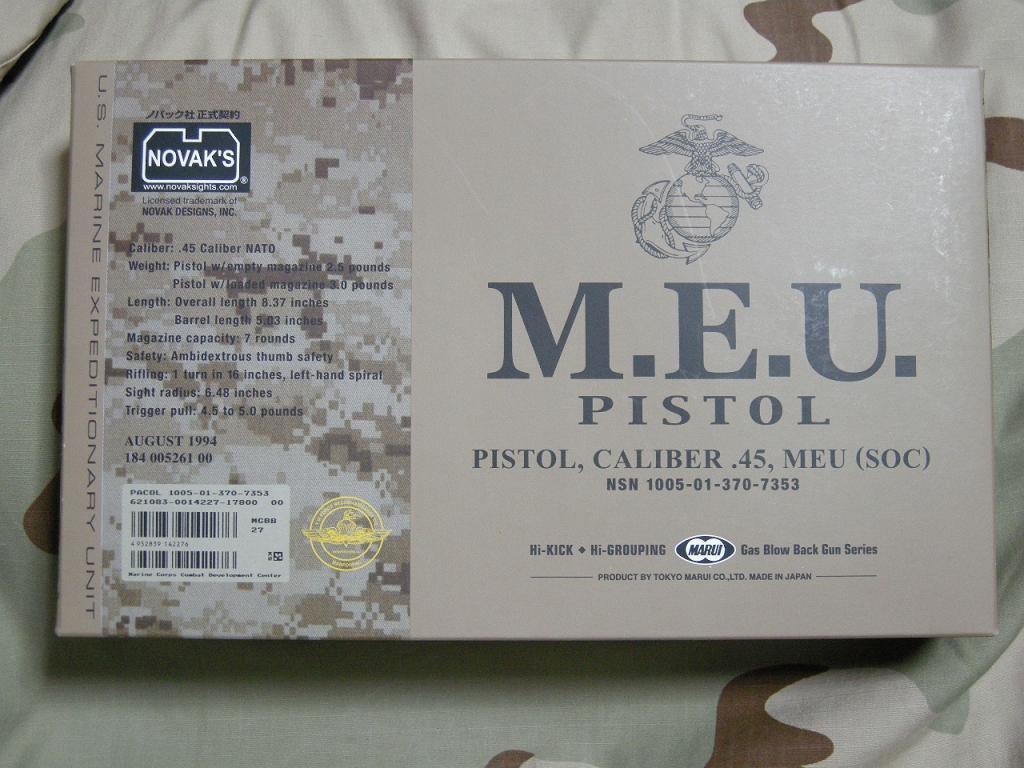 U.S. MARINE EXPEDITIONARY UNIT
ノバック社 正式契約
NOVAK'S
®
www.novaksights.com
Licensed trademark of
NOVAK DESIGNS, INC.
Caliber: .45 Caliber NATO
Weight: Pistol w/empty magazine 2.5 pounds
Pistol w/loaded magazine 3.0 pounds
Length: Overall length 8.37 inches
Barrel length 5.03 inches
Magazine capacity: 7 rounds
Safety: Ambidextrous thumb safety
Rifling: 1 turn in 16 inches, left-hand spiral
Sight radius: 6.48 inches
Trigger pull: 4.5 to 5.0 pounds
AUGUST 1994
184 005261 00
PACOL 1005-01-370-7353
621083-0014227-17800 00
MCBB
27
4 952839 142276
Marine Corps Combat Development Center
M.E.U.
PISTOL
PISTOL, CALIBER .45, MEU (SOC)
NSN 1005-01-370-7353
Hi-KICK ◆ Hi-GROUPING MARUI Gas Blow Back Gun Series
PRODUCT BY TOKYO MARUI CO.,LTD. MADE IN JAPAN